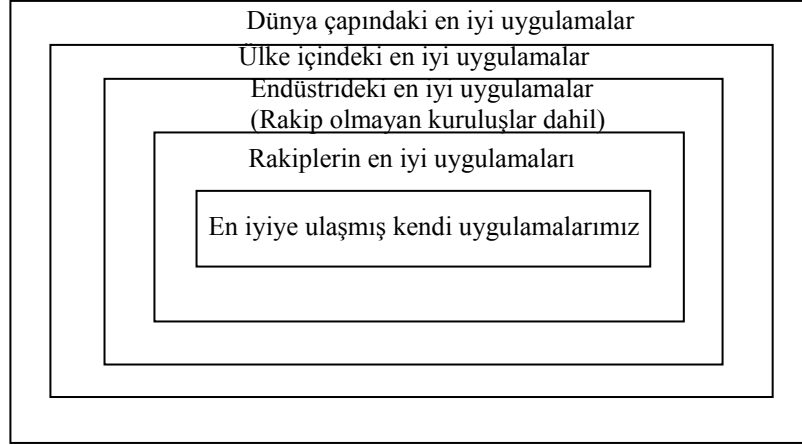 Dünya çapındaki en iyi uygulamalar
Ülke içindeki en iyi uygulamalar
Endüstrideki en iyi uygulamalar
(Rakip olmayan kuruluşlar dahil)
Rakiplerin en iyi uygulamaları
En iyiye ulaşmış kendi uygulamalarımız